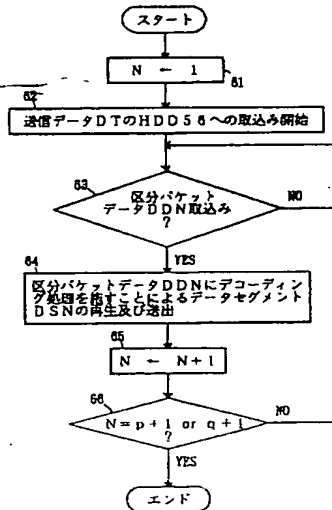 スタート
N ← 1
61
62
送信データDTのHDD56への取込み開始
63
区分パケット
データDDN取込み
?
NO
YES
64
区分パケットデータDDNにデコーディン
グ処理を施すことによるデータセグメント
DSNの再生及び送出
65
N ← N+1
66
N=p+1 or q+1
?
NO
YES
エンド